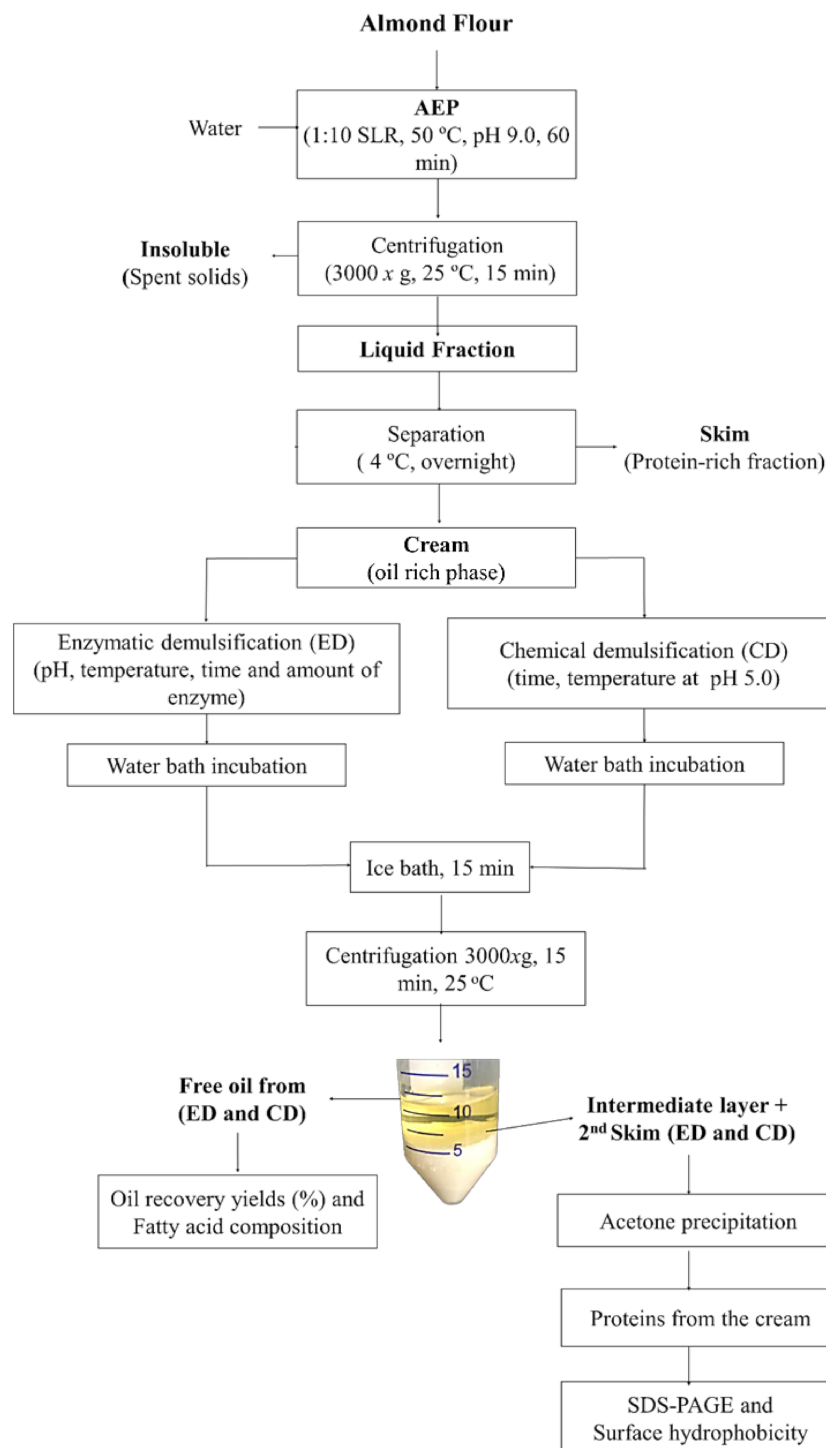 Almond Flour
Water
AEP
(1:10 SLR, 50 ºC, pH 9.0, 60
min)
Insoluble
(Spent solids)
Centrifugation
(3000 x g, 25 ºC, 15 min)
Liquid Fraction
Separation
( 4 ºC, overnight)
Skim
(Protein-rich fraction)
Cream
(oil rich phase)
Enzymatic demulsification (ED)
(pH, temperature, time and amount of
enzyme)
Chemical demulsification (CD)
(time, temperature at pH 5.0)
Water bath incubation
Water bath incubation
Ice bath, 15 min
Centrifugation 3000xg, 15
min, 25 ºC
Free oil from
(ED and CD)
15
10
5
Intermediate layer +
2nd Skim (ED and CD)
Oil recovery yields (%) and
Fatty acid composition
Acetone precipitation
Proteins from the cream
SDS-PAGE and
Surface hydrophobicity